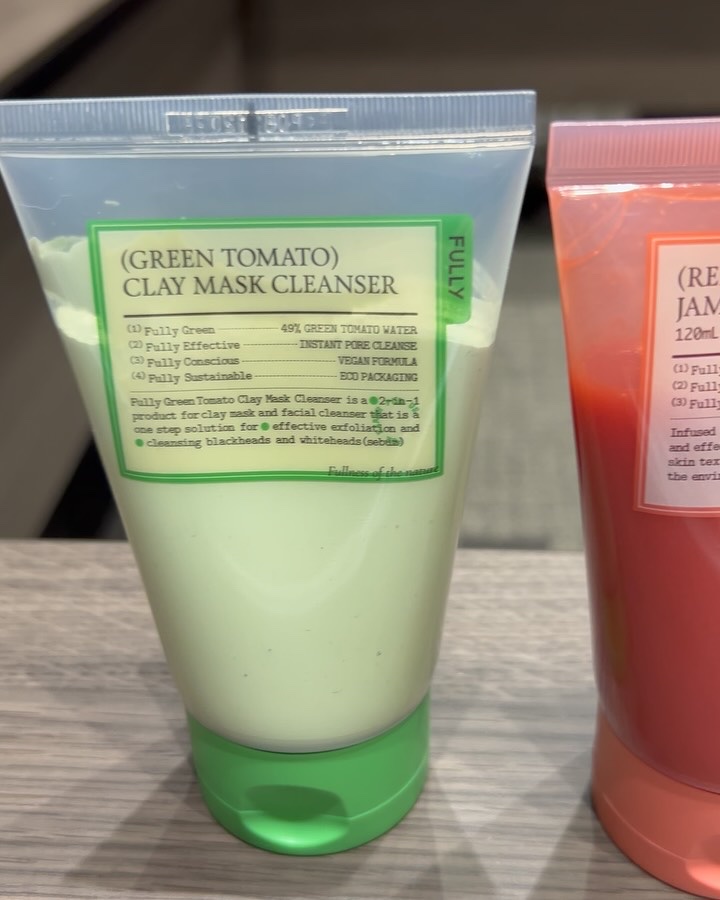 (GREEN TOMATO)
CLAY MASK CLEANSER
FULLY
(1) Fully Green 49% GREEN TOMATO WATER
(2) Fully Effective INSTANT PORE CLEANSE
(3) Fully Conscious VEGAN FORMULA
(4) Fully Sustainable ECO PACKAGING
Fully Green Tomato Clay Mask Cleanser is a 2-in-1
product for clay mask and facial cleanser that is a
one step solution for effective exfoliation and
cleansing blackheads and whiteheads(sebum)
Fullness of the nature
(RE
JAM
120mL
(1) Fully
(2) Fully
(3) Fully
Infused
and effe
skin tex
the envir